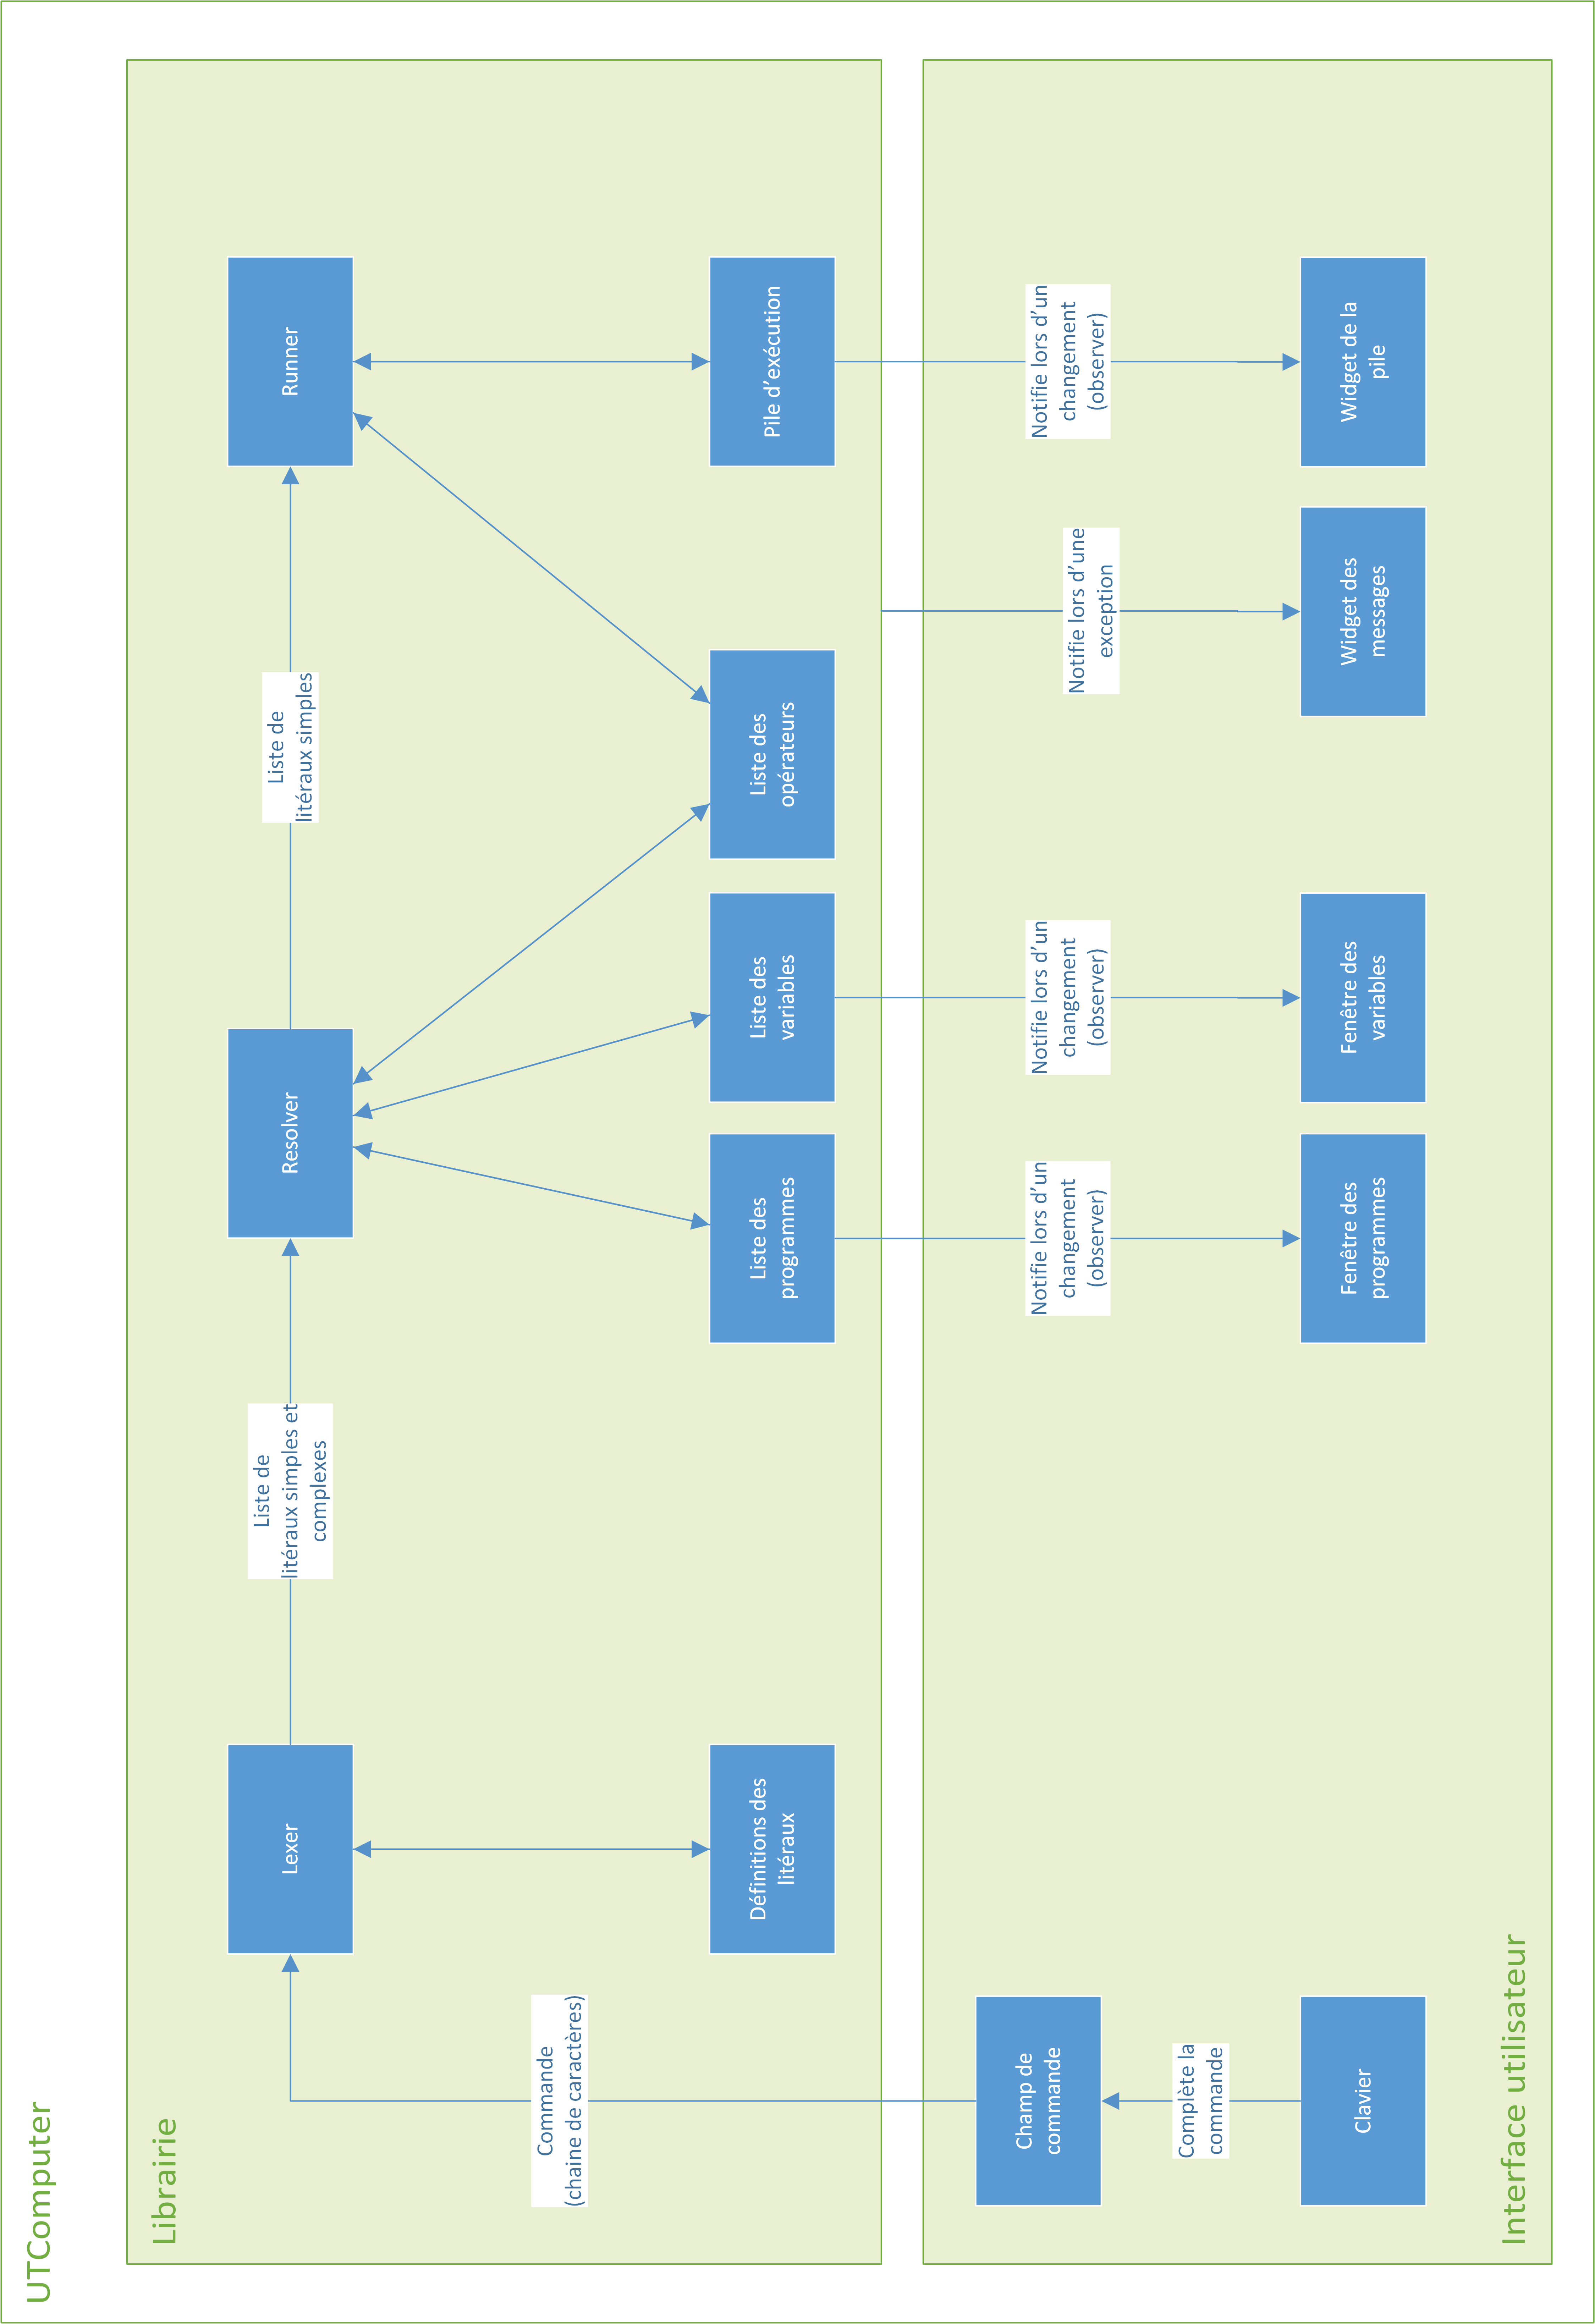 UTComputer
Librairie
Lexer
Liste de
litéraux simples et
complexes
Resolver
Liste de
litéraux simples
Runner
Commande
(chaine de caractères)
Définitions des
litéraux
Liste des
programmes
Liste des
variables
Liste des
opérateurs
Pile d’exécution
Champ de
commande
Notifie lors d’un
changement
(observer)
Notifie lors d’un
changement
(observer)
Notifie lors d’une
exception
Notifie lors d’un
changement
(observer)
Complète la
commande
Clavier
Fenêtre des
programmes
Fenêtre des
variables
Widget des
messages
Widget de la
pile
Interface utilisateur